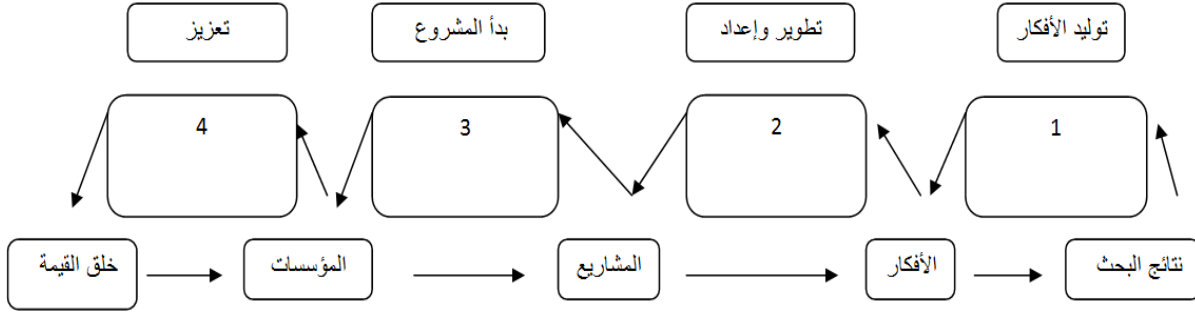 توليد الأفكار
تطوير وإعداد
بدأ المشروع
تعزيز
1
2
3
4
نتائج البحث
الأفكار
المشاريع
المؤسسات
خلق القيمة